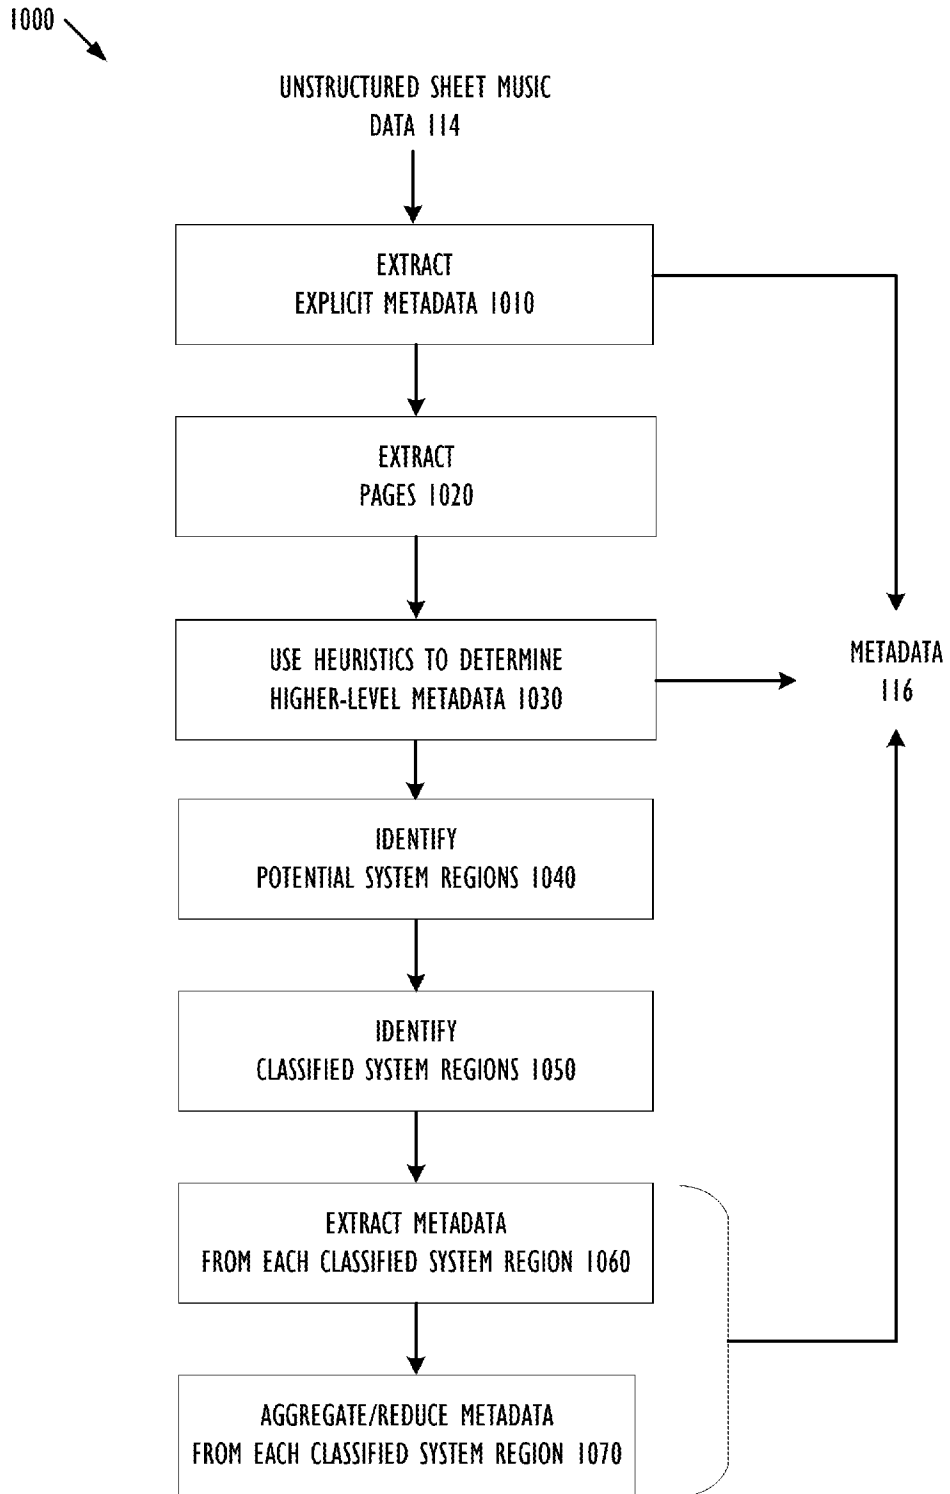 1000
UNSTRUCTURED SHEET MUSIC
DATA 114
EXTRACT
EXPLICIT METADATA 1010
EXTRACT
PAGES 1020
USE HEURISTICS TO DETERMINE
HIGHER-LEVEL METADATA 1030
METADATA
116
IDENTIFY
POTENTIAL SYSTEM REGIONS 1040
IDENTIFY
CLASSIFIED SYSTEM REGIONS 1050
EXTRACT METADATA
FROM EACH CLASSIFIED SYSTEM REGION 1060
AGGREGATE/REDUCE METADATA
FROM EACH CLASSIFIED SYSTEM REGION 1070